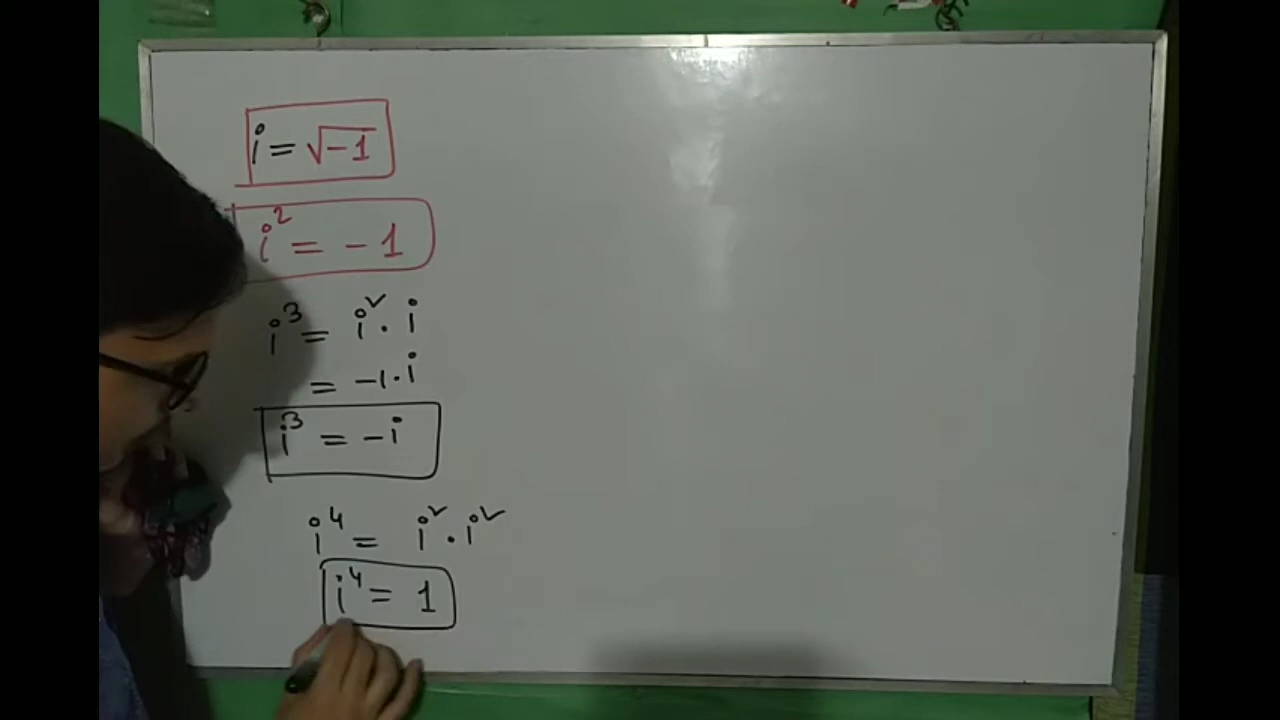 i = √-1
i² = -1
i³ = i² · i
= -1 · i
i³ = -i
i⁴ = i² · i²
i⁴ = 1